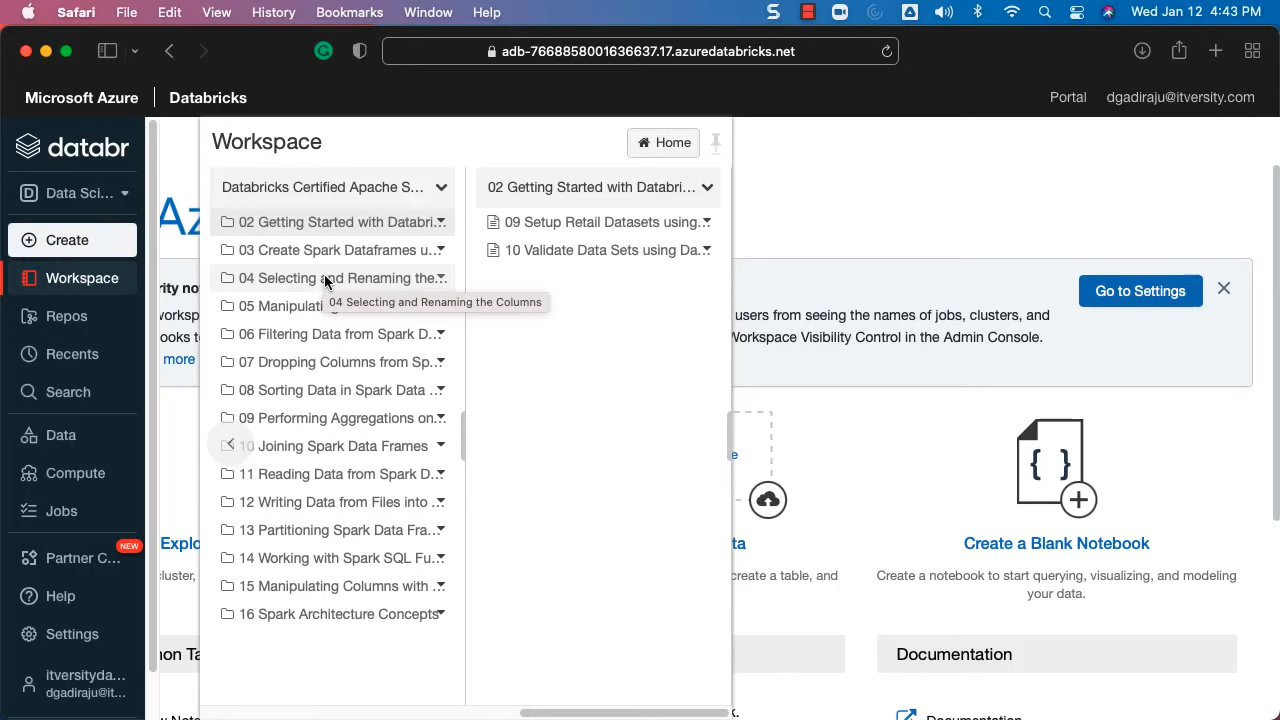 Safari File Edit View History Bookmarks Window Help
Wed Jan 12 4:43 PM
adb-7668858001636637.17.azuredatabricks.net
Microsoft Azure
Databricks
Portal
dgadiraju@itversity.com
databr
Data Sci...
Create
Workspace
Repos
Recents
Search
Data
Compute
Jobs
Partner C...
NEW
Help
Settings
itversityda...
dgadiraju@it...
Workspace
Home
Databricks Certified Apache S...
02 Getting Started with Databri...
03 Create Spark Dataframes u...
04 Selecting and Renaming the...
05 Manipulatin
04 Selecting and Renaming the Columns
06 Filtering Data from Spark D...
07 Dropping Columns from Sp...
08 Sorting Data in Spark Data ...
09 Performing Aggregations on...
10 Joining Spark Data Frames
11 Reading Data from Spark D...
12 Writing Data from Files into ...
13 Partitioning Spark Data Fra...
14 Working with Spark SQL Fu...
15 Manipulating Columns with ...
16 Spark Architecture Concepts
02 Getting Started with Databri...
09 Setup Retail Datasets using...
10 Validate Data Sets using Da...
Az
rity no
users from seeing the names of jobs, clusters, and
worksp
Workspace Visibility Control in the Admin Console.
ooks to
more
Go to Settings
e
Explo
ta
Create a Blank Notebook
cluster,
create a table, and
Create a notebook to start querying, visualizing, and modeling
your data.
non Ta
Documentation
k.